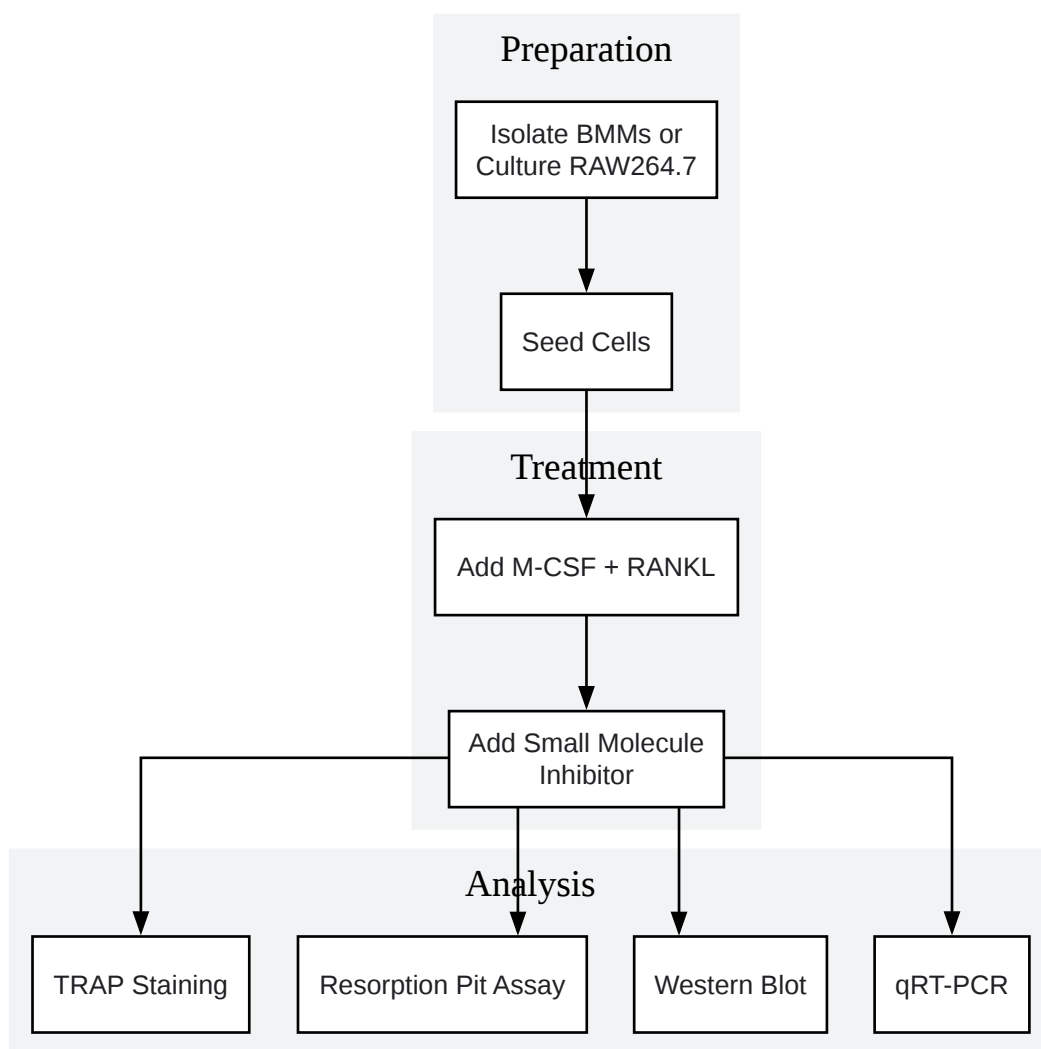 Preparation
Isolate BMMs or
Culture RAW264.7
Seed Cells
Treatment
Add M-CSF + RANKL
Add Small Molecule
Inhibitor
Analysis
TRAP Staining
Resorption Pit Assay
Western Blot
qRT-PCR